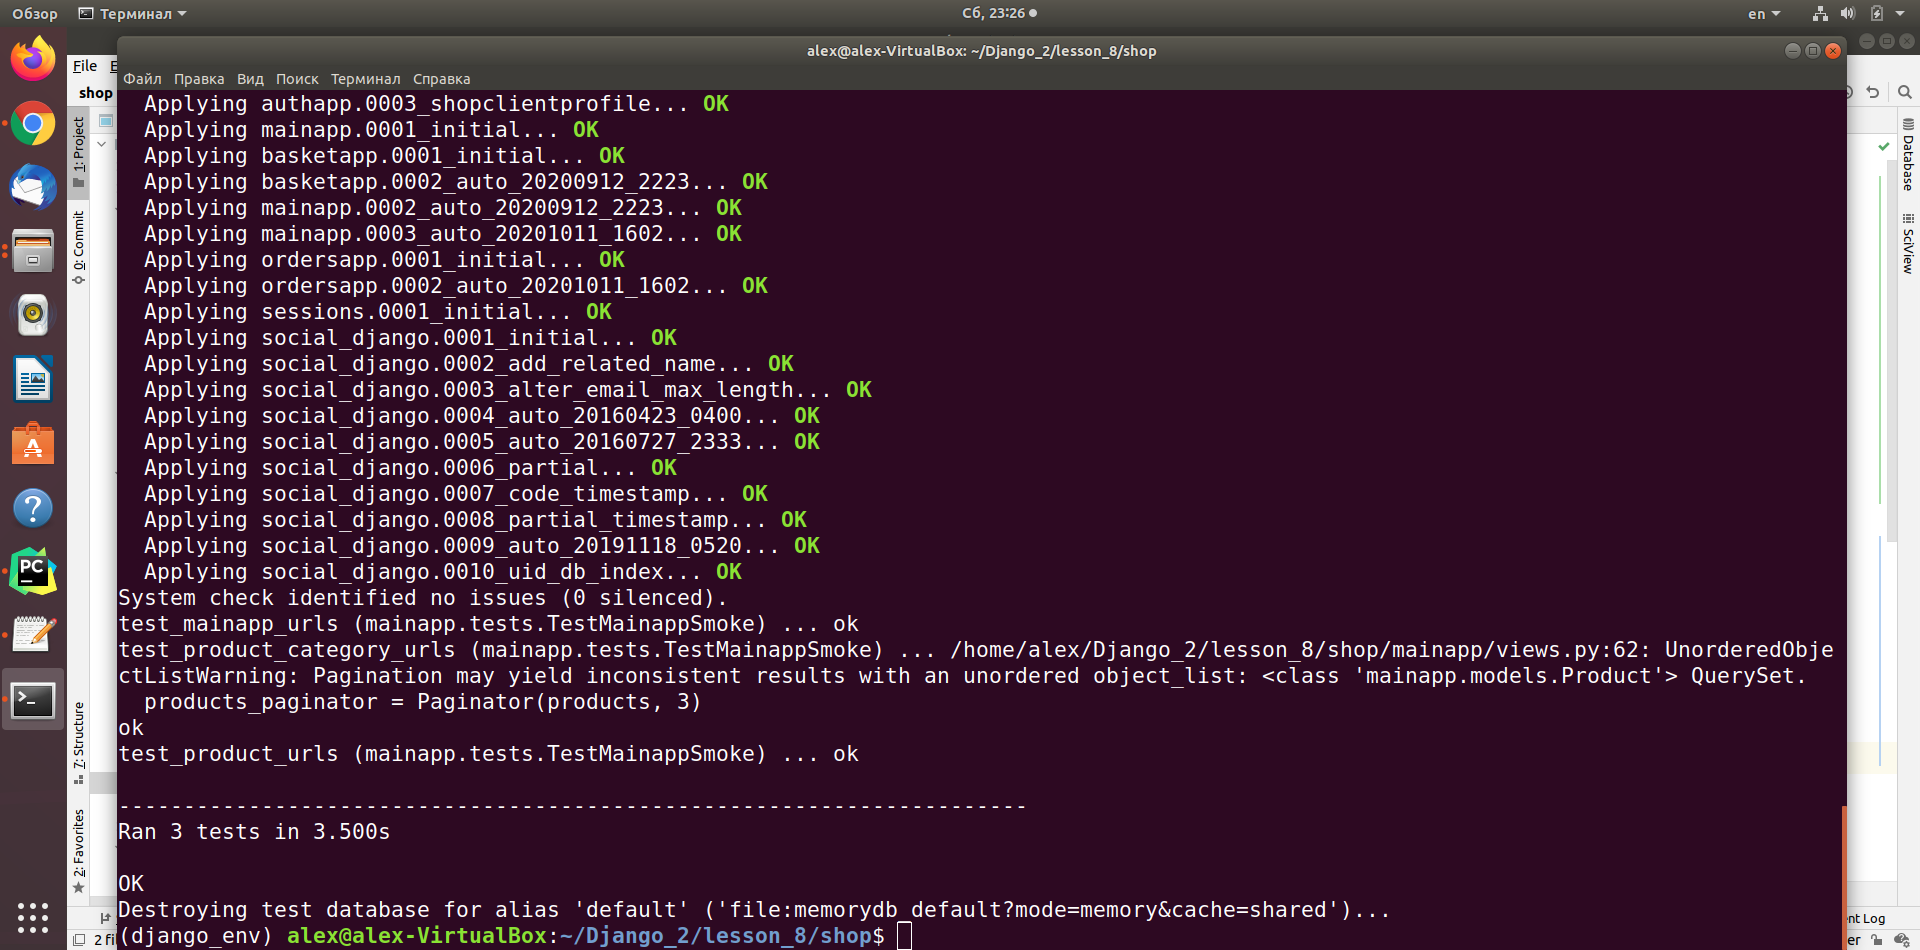 Обзор Терминал Сб, 23:26 en
alex@alex-VirtualBox: ~/Django_2/lesson_8/shop
File
Файл Правка Вид Поиск Терминал Справка
shop
1: Project
0: Commit
7: Structure
2: Favorites
  Applying authapp.0003_shopclientprofile... OK
  Applying mainapp.0001_initial... OK
  Applying basketapp.0001_initial... OK
  Applying basketapp.0002_auto_20200912_2223... OK
  Applying mainapp.0002_auto_20200912_2223... OK
  Applying mainapp.0003_auto_20201011_1602... OK
  Applying ordersapp.0001_initial... OK
  Applying ordersapp.0002_auto_20201011_1602... OK
  Applying sessions.0001_initial... OK
  Applying social_django.0001_initial... OK
  Applying social_django.0002_add_related_name... OK
  Applying social_django.0003_alter_email_max_length... OK
  Applying social_django.0004_auto_20160423_0400... OK
  Applying social_django.0005_auto_20160727_2333... OK
  Applying social_django.0006_partial... OK
  Applying social_django.0007_code_timestamp... OK
  Applying social_django.0008_partial_timestamp... OK
  Applying social_django.0009_auto_20191118_0520... OK
  Applying social_django.0010_uid_db_index... OK
System check identified no issues (0 silenced).
test_mainapp_urls (mainapp.tests.TestMainappSmoke) ... ok
test_product_category_urls (mainapp.tests.TestMainappSmoke) ... /home/alex/Django_2/lesson_8/shop/mainapp/views.py:62: UnorderedObje
ctListWarning: Pagination may yield inconsistent results with an unordered object_list: <class 'mainapp.models.Product'> QuerySet.
  products_paginator = Paginator(products, 3)
ok
test_product_urls (mainapp.tests.TestMainappSmoke) ... ok
----------------------------------------------------------------------
Ran 3 tests in 3.500s
OK
Destroying test database for alias 'default' ('file:memorydb_default?mode=memory&cache=shared')...
(django_env) alex@alex-VirtualBox:~/Django_2/lesson_8/shop$
Database
SciView
nt Log
2 fil
er
PC